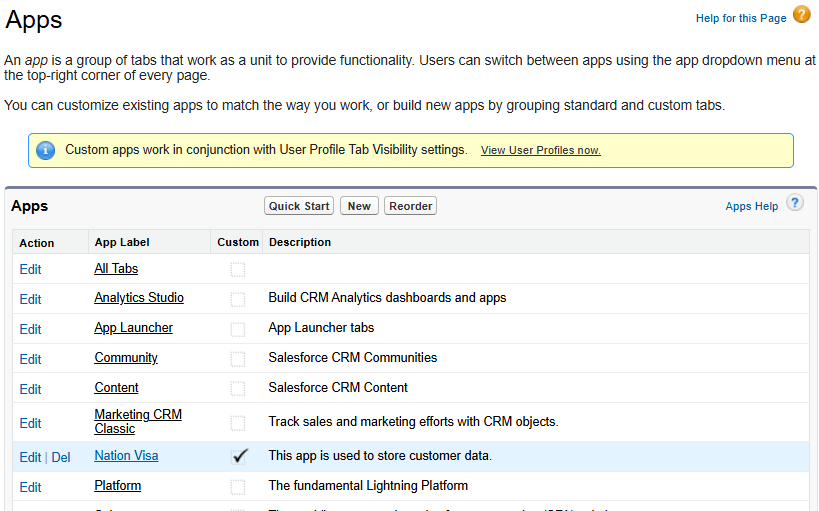 Apps
Help for this Page ?
An app is a group of tabs that work as a unit to provide functionality. Users can switch between apps using the app dropdown menu at
the top-right corner of every page.
You can customize existing apps to match the way you work, or build new apps by grouping standard and custom tabs.
i Custom apps work in conjunction with User Profile Tab Visibility settings. View User Profiles now.
Apps Quick Start New Reorder Apps Help ?
Action App Label Custom Description
Edit All Tabs
Edit Analytics Studio Build CRM Analytics dashboards and apps
Edit App Launcher App Launcher tabs
Edit Community Salesforce CRM Communities
Edit Content Salesforce CRM Content
Edit Marketing CRM Classic Track sales and marketing efforts with CRM objects.
Edit | Del Nation Visa This app is used to store customer data.
Edit Platform The fundamental Lightning Platform